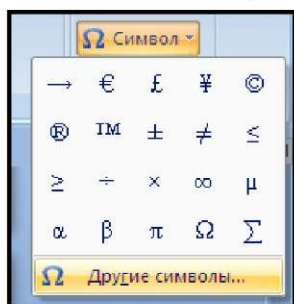 Ω Символ
→ € £ ¥ ©
® ™ ± ≠ ≤
≥ ÷ × ∞ µ
α β π Ω Σ
Ω Другие символы...